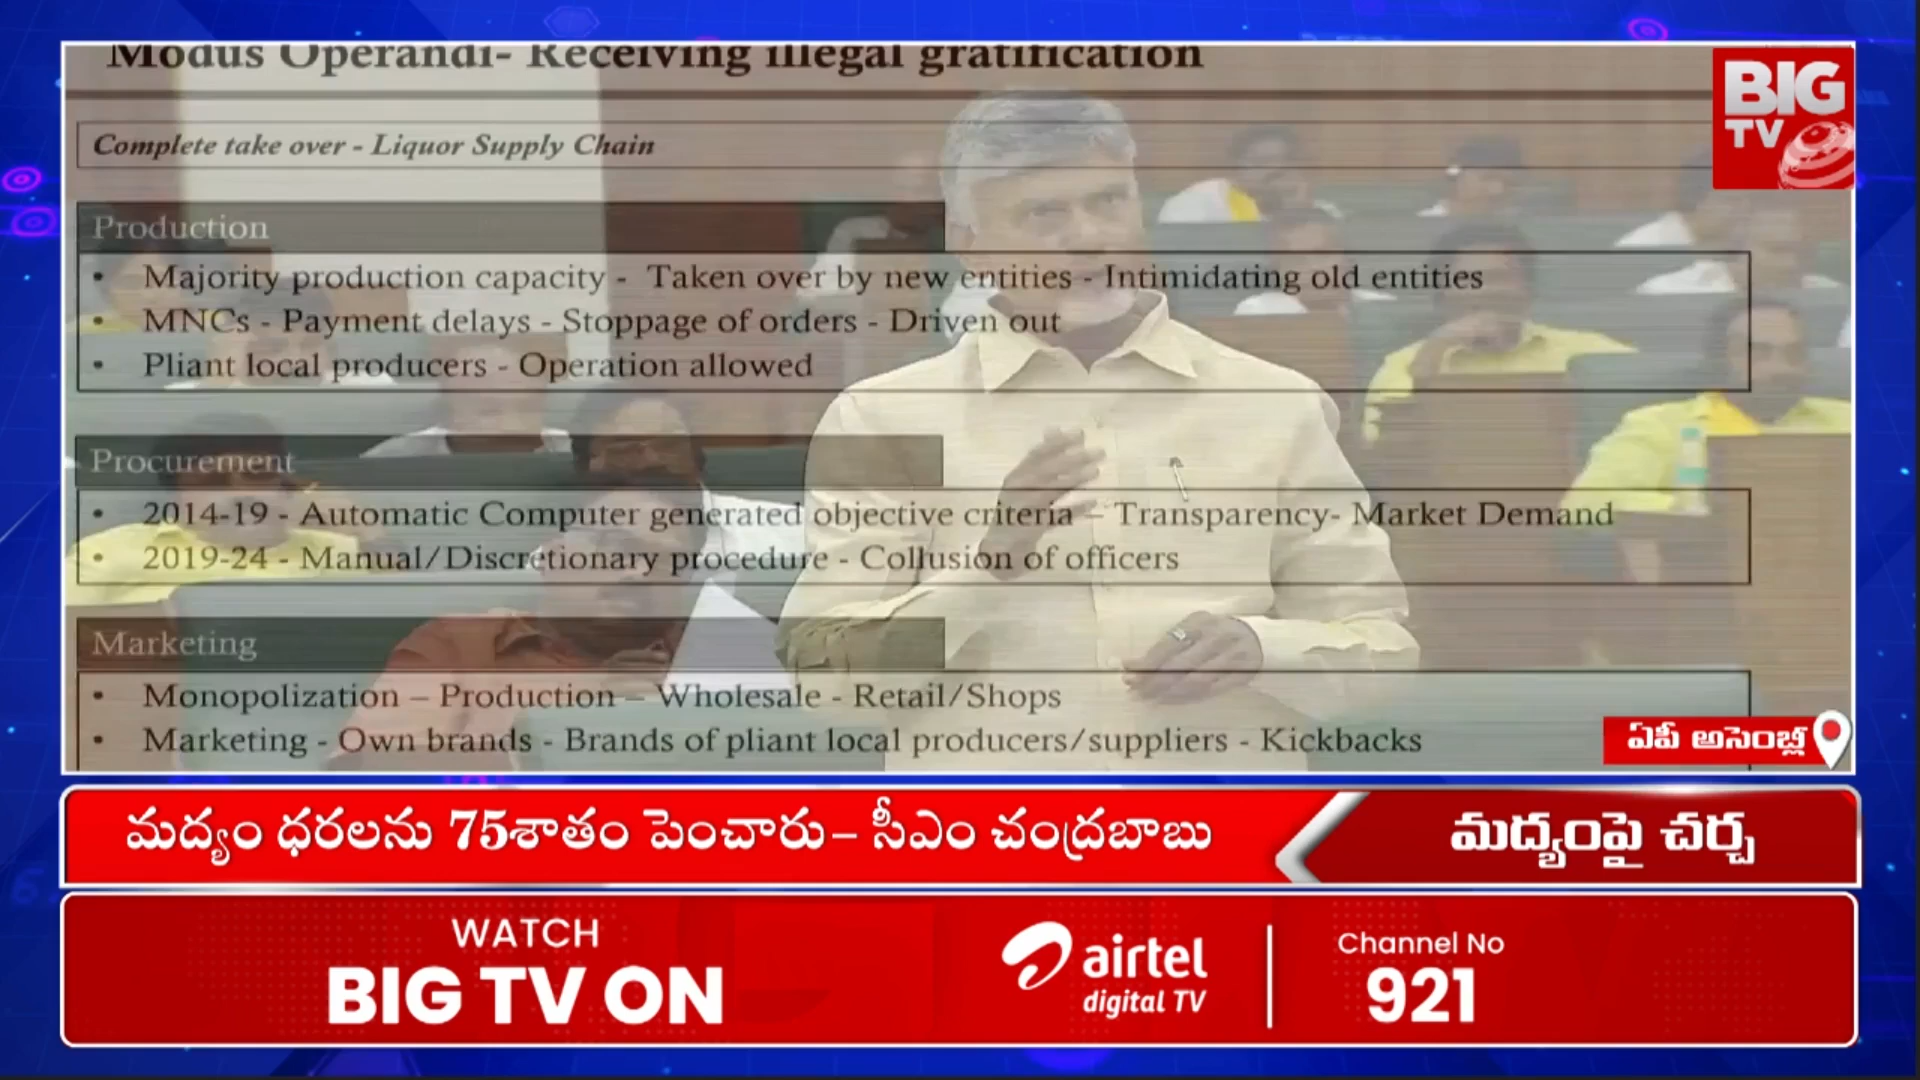 Modus Operandi- Receiving illegal gratification
BIG
TV
Complete take over - Liquor Supply Chain
Production
• Majority production capacity - Taken over by new entities - Intimidating old entities
• MNCs - Payment delays - Stoppage of orders - Driven out
• Pliant local producers - Operation allowed
Procurement
• 2014-19 - Automatic Computer generated objective criteria – Transparency- Market Demand
• 2019-24 - Manual/Discretionary procedure - Collusion of officers
Marketing
• Monopolization – Production – Wholesale - Retail/Shops
• Marketing - Own brands - Brands of pliant local producers/suppliers - Kickbacks
ఏపీ అసెంబ్లీ
మద్యం ధరలను 75శాతం పెంచారు– సీఎం చంద్రబాబు
మద్యంపై చర్చ
WATCH
BIG TV ON
airtel
digital TV
Channel No
921